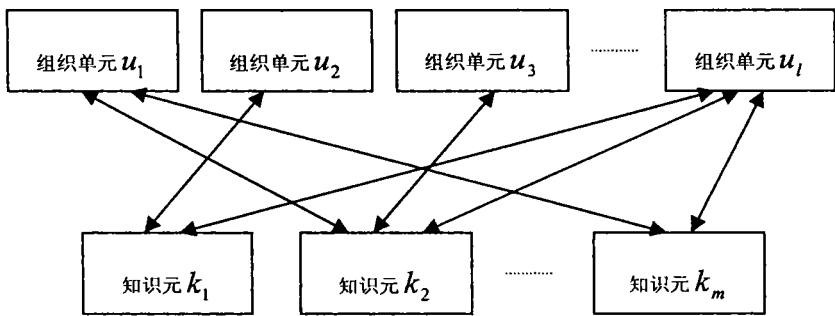 组织单元 u₁ 组织单元 u₂ 组织单元 u₃ ............ 组织单元 uₗ
知识元 k₁ 知识元 k₂ ............ 知识元 kₘ